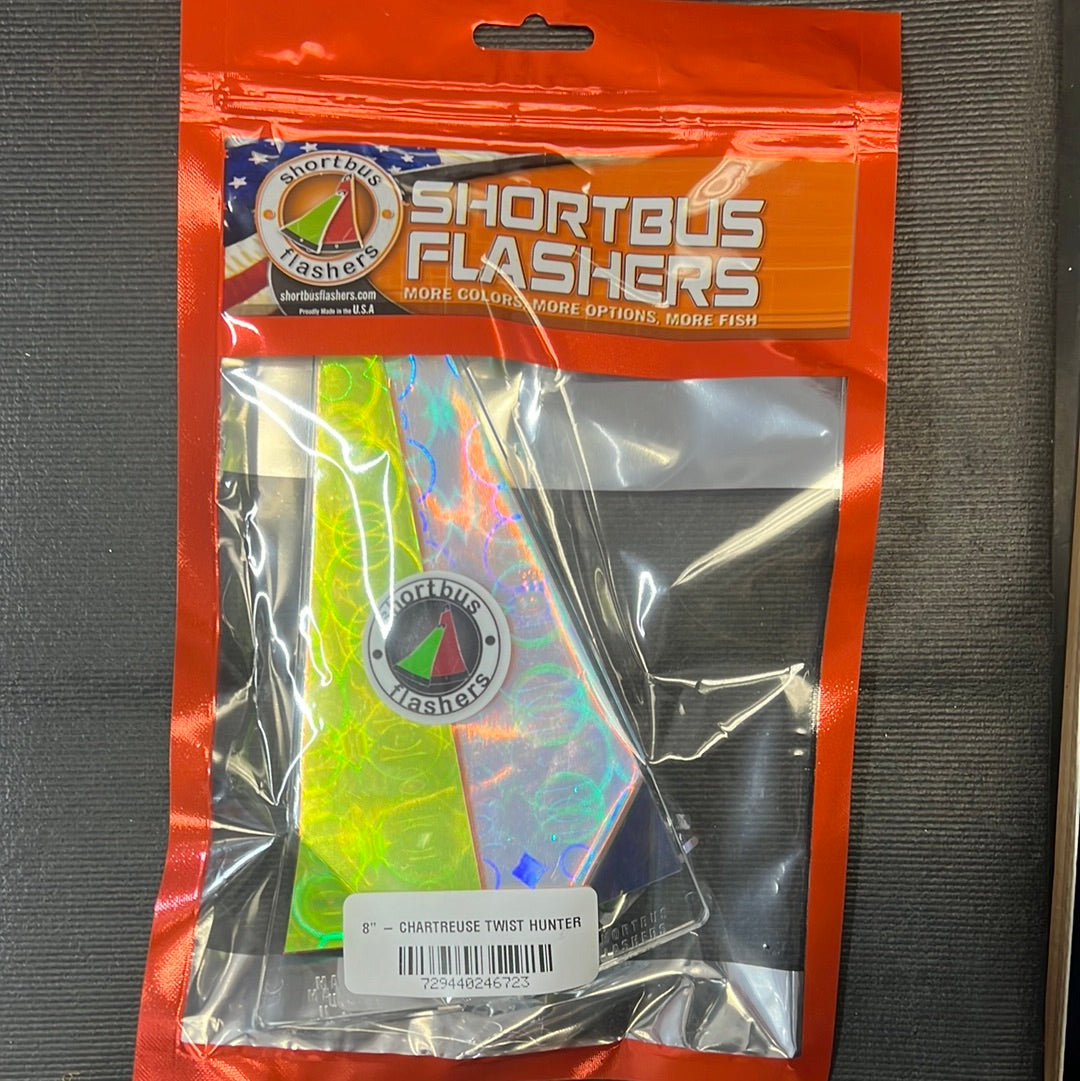 shortbus
flashers
shortbusflashers.com
Proudly Made in the U.S.A
SHORTBUS
FLASHERS
MORE COLORS, MORE OPTIONS, MORE FISH
shortbus
flashers
8" – CHARTREUSE TWIST HUNTER
729440246723
SHORTBUS
FLASHERS